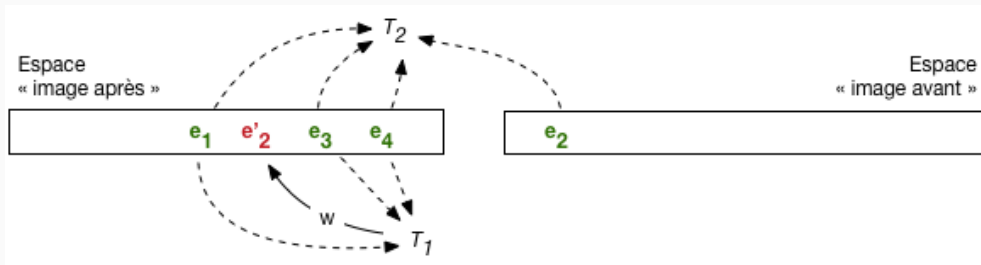 T2
Espace
« image après »
Espace
« image avant »
e1 e'2 e3 e4
e2
w
T1